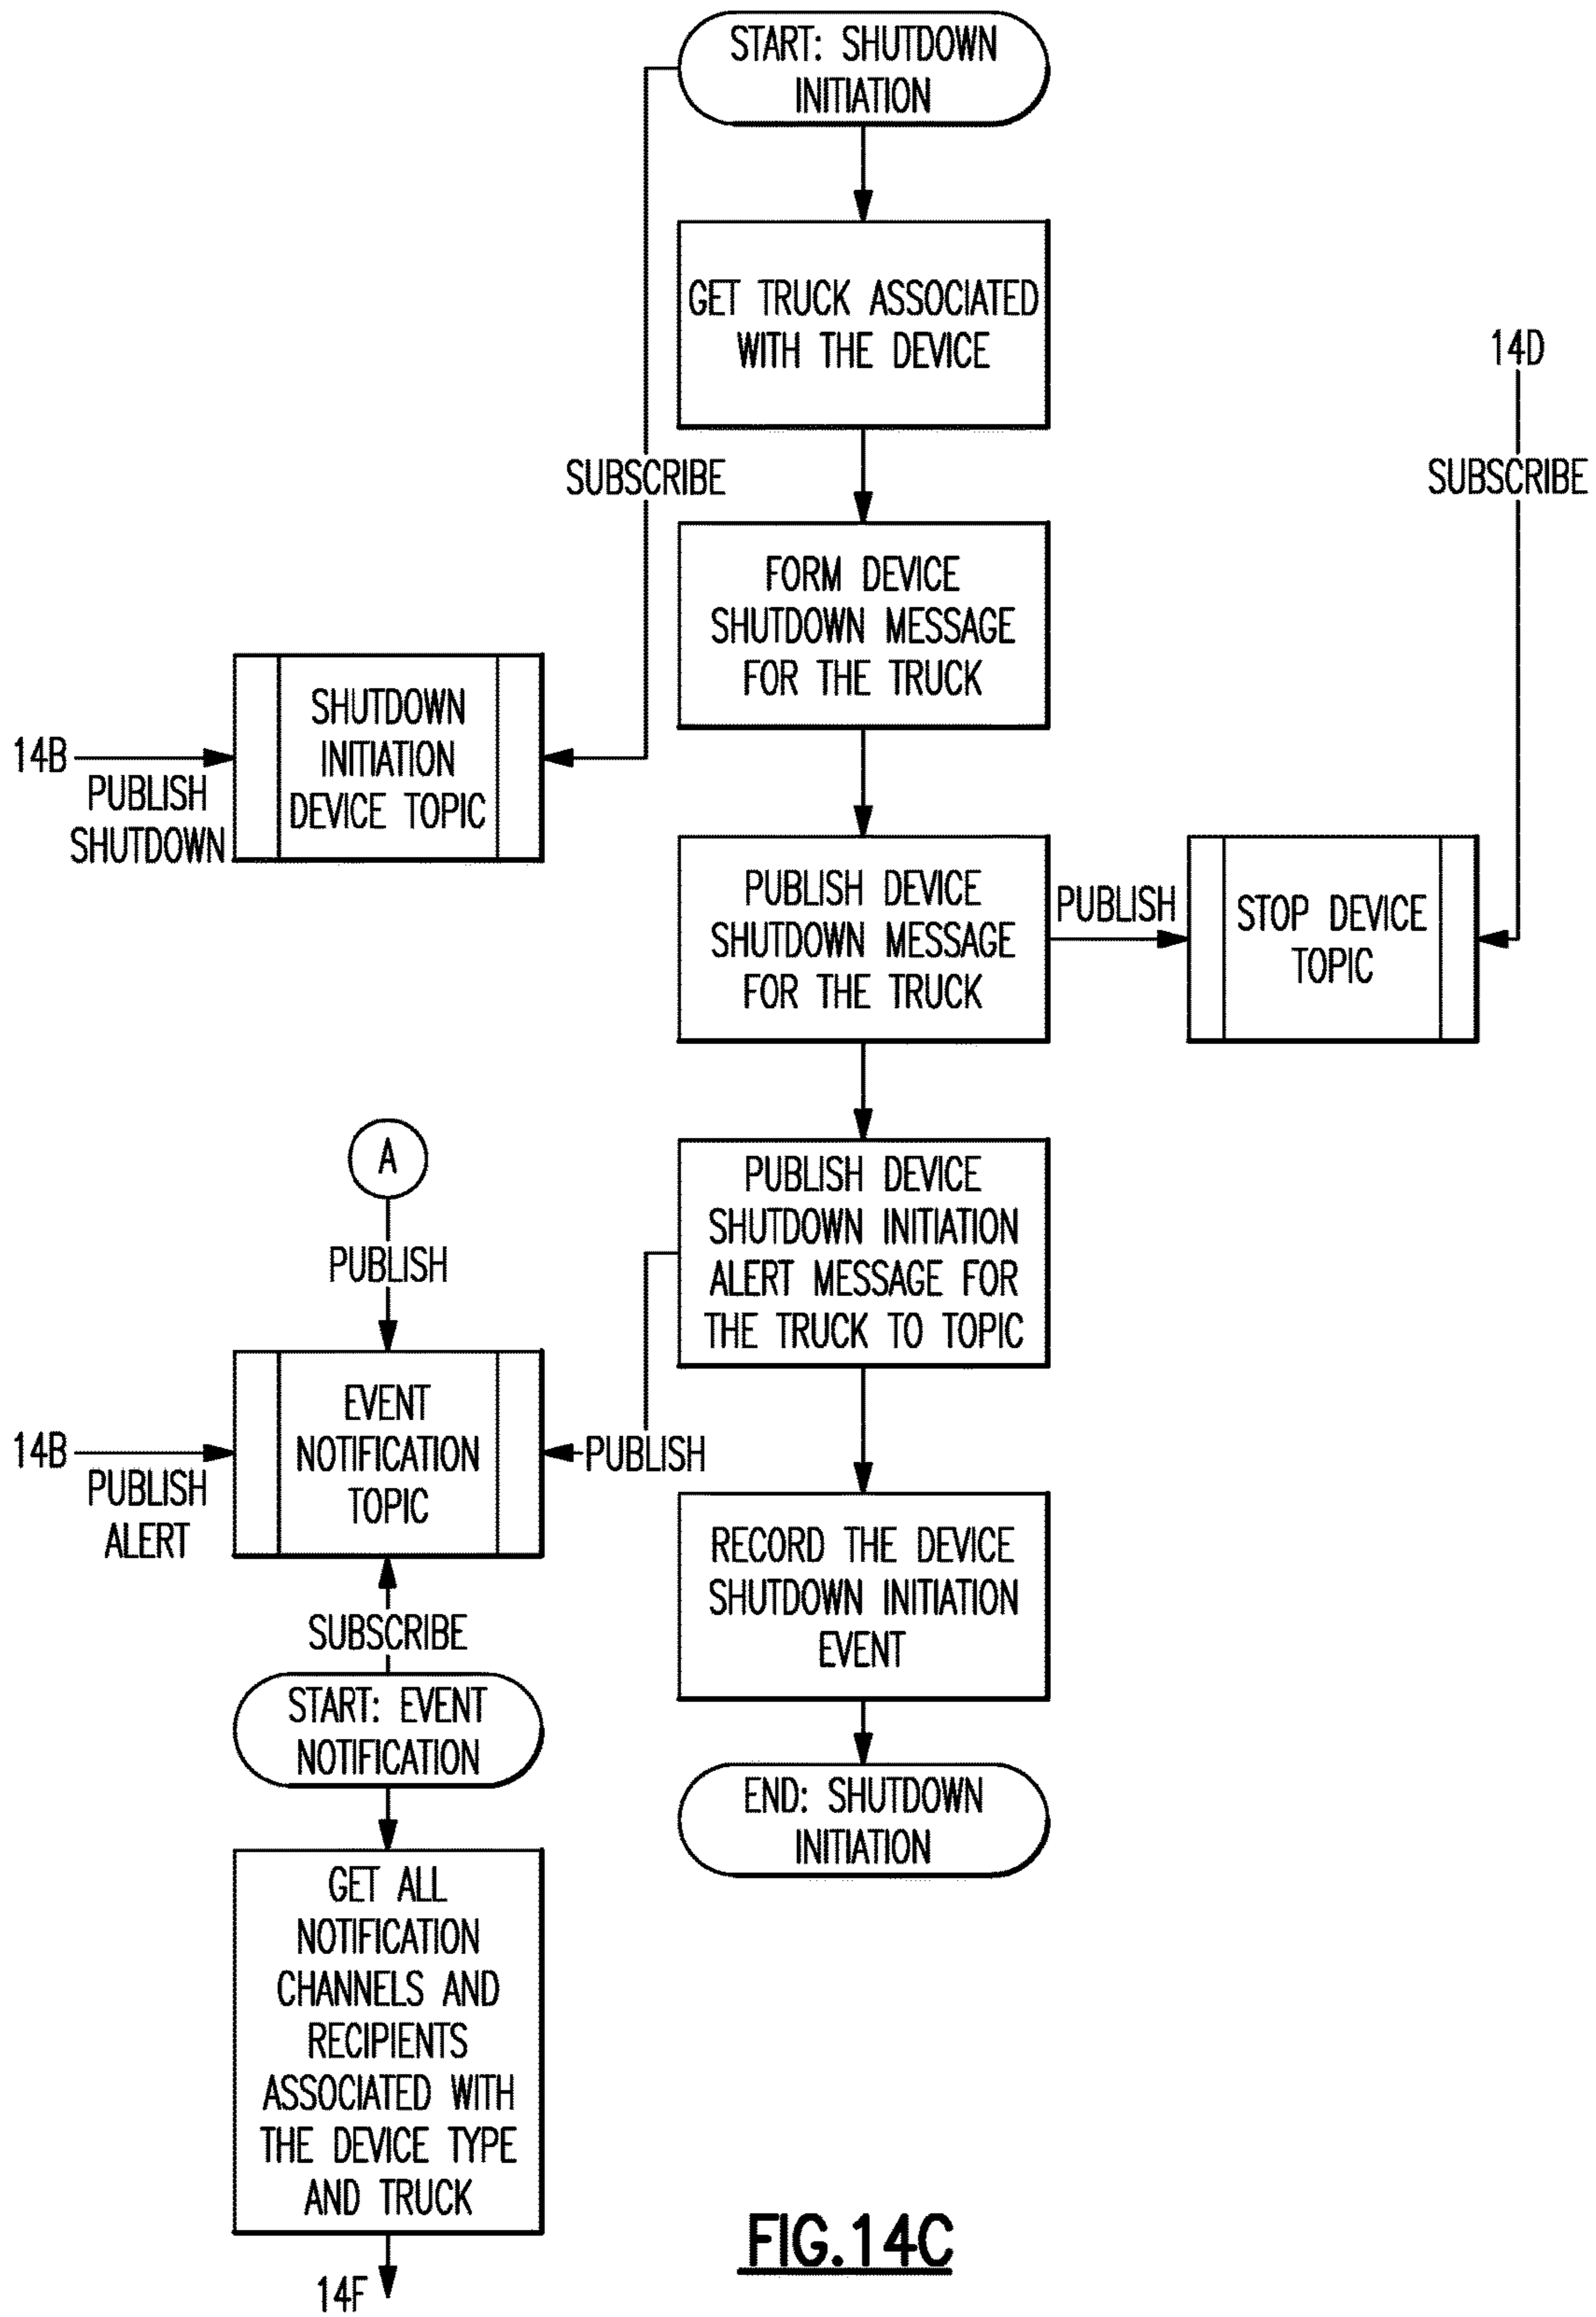 START: SHUTDOWN
INITIATION
GET TRUCK ASSOCIATED
WITH THE DEVICE
14D
SUBSCRIBE
SUBSCRIBE
FORM DEVICE
SHUTDOWN MESSAGE
FOR THE TRUCK
SHUTDOWN
INITIATION
DEVICE TOPIC
14B
PUBLISH
SHUTDOWN
PUBLISH DEVICE
SHUTDOWN MESSAGE
FOR THE TRUCK
PUBLISH
STOP DEVICE
TOPIC
A
PUBLISH
PUBLISH DEVICE
SHUTDOWN INITIATION
ALERT MESSAGE FOR
THE TRUCK TO TOPIC
EVENT
NOTIFICATION
TOPIC
14B
PUBLISH
ALERT
PUBLISH
RECORD THE DEVICE
SHUTDOWN INITIATION
EVENT
SUBSCRIBE
START: EVENT
NOTIFICATION
END: SHUTDOWN
INITIATION
GET ALL
NOTIFICATION
CHANNELS AND
RECIPIENTS
ASSOCIATED WITH
THE DEVICE TYPE
AND TRUCK
14F
FIG.14C